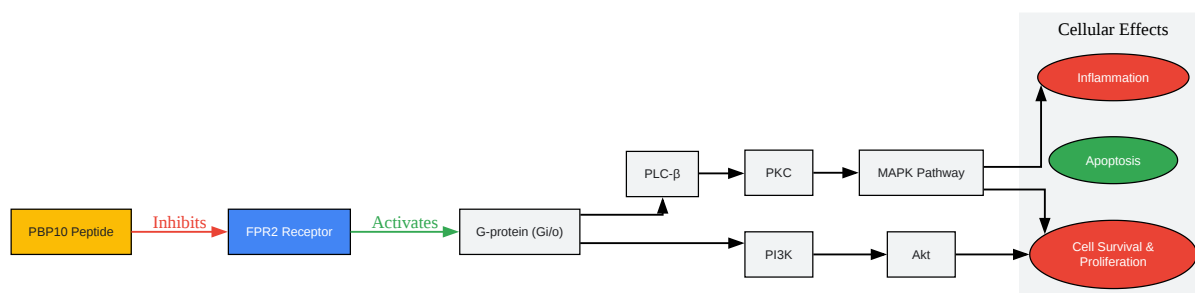 Cellular Effects
Inflammation
Apoptosis
PLC-β
PKC
MAPK Pathway
PBP10 Peptide
Inhibits
FPR2 Receptor
Activates
G-protein (Gi/o)
PI3K
Akt
Cell Survival &
Proliferation